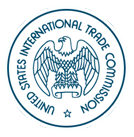 UNITED STATES INTERNATIONAL TRADE COMMISSION